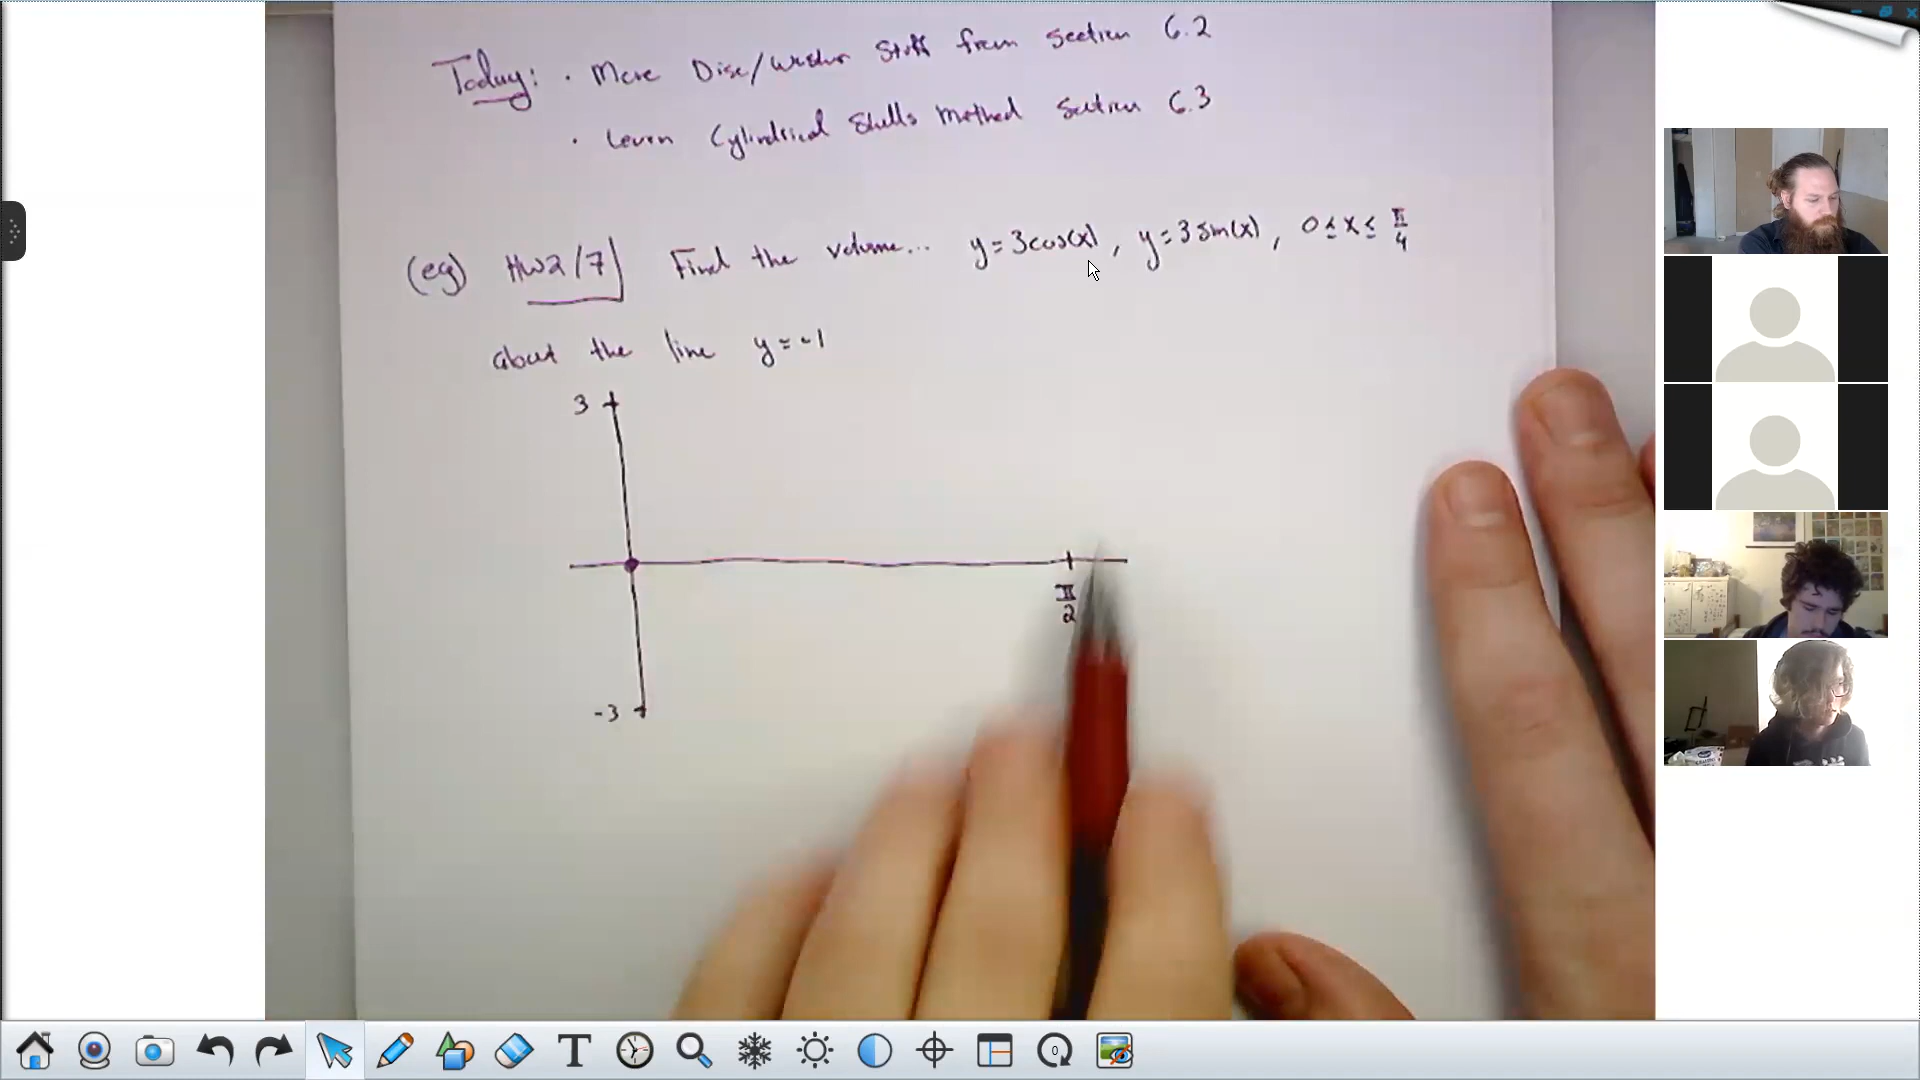 Today: · More Disc/Washer Stuff from Section 6.2
· Learn Cylindrical Shells Method Section 6.3
(eg) HW2/7 Find the volume... y=3cos(x), y=3sin(x), 0≤x≤π/4
about the line y=-1
3
π/2
-3
T
0